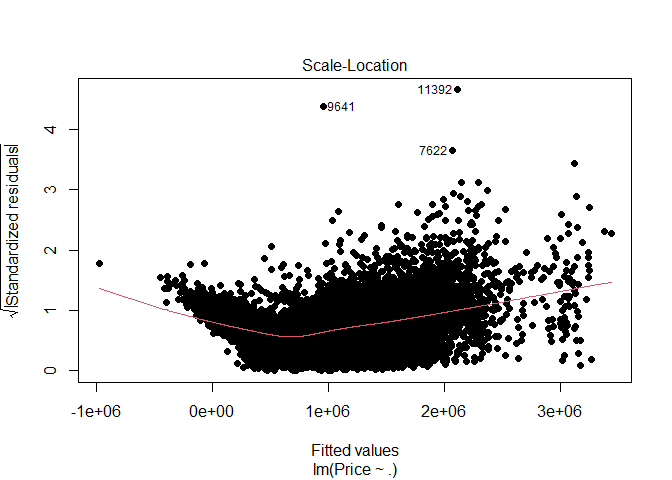 Scale-Location
√|Standardized residuals|
4
3
2
1
0
11392
9641
7622
-1e+06 0e+00 1e+06 2e+06 3e+06
Fitted values
lm(Price ~ .)